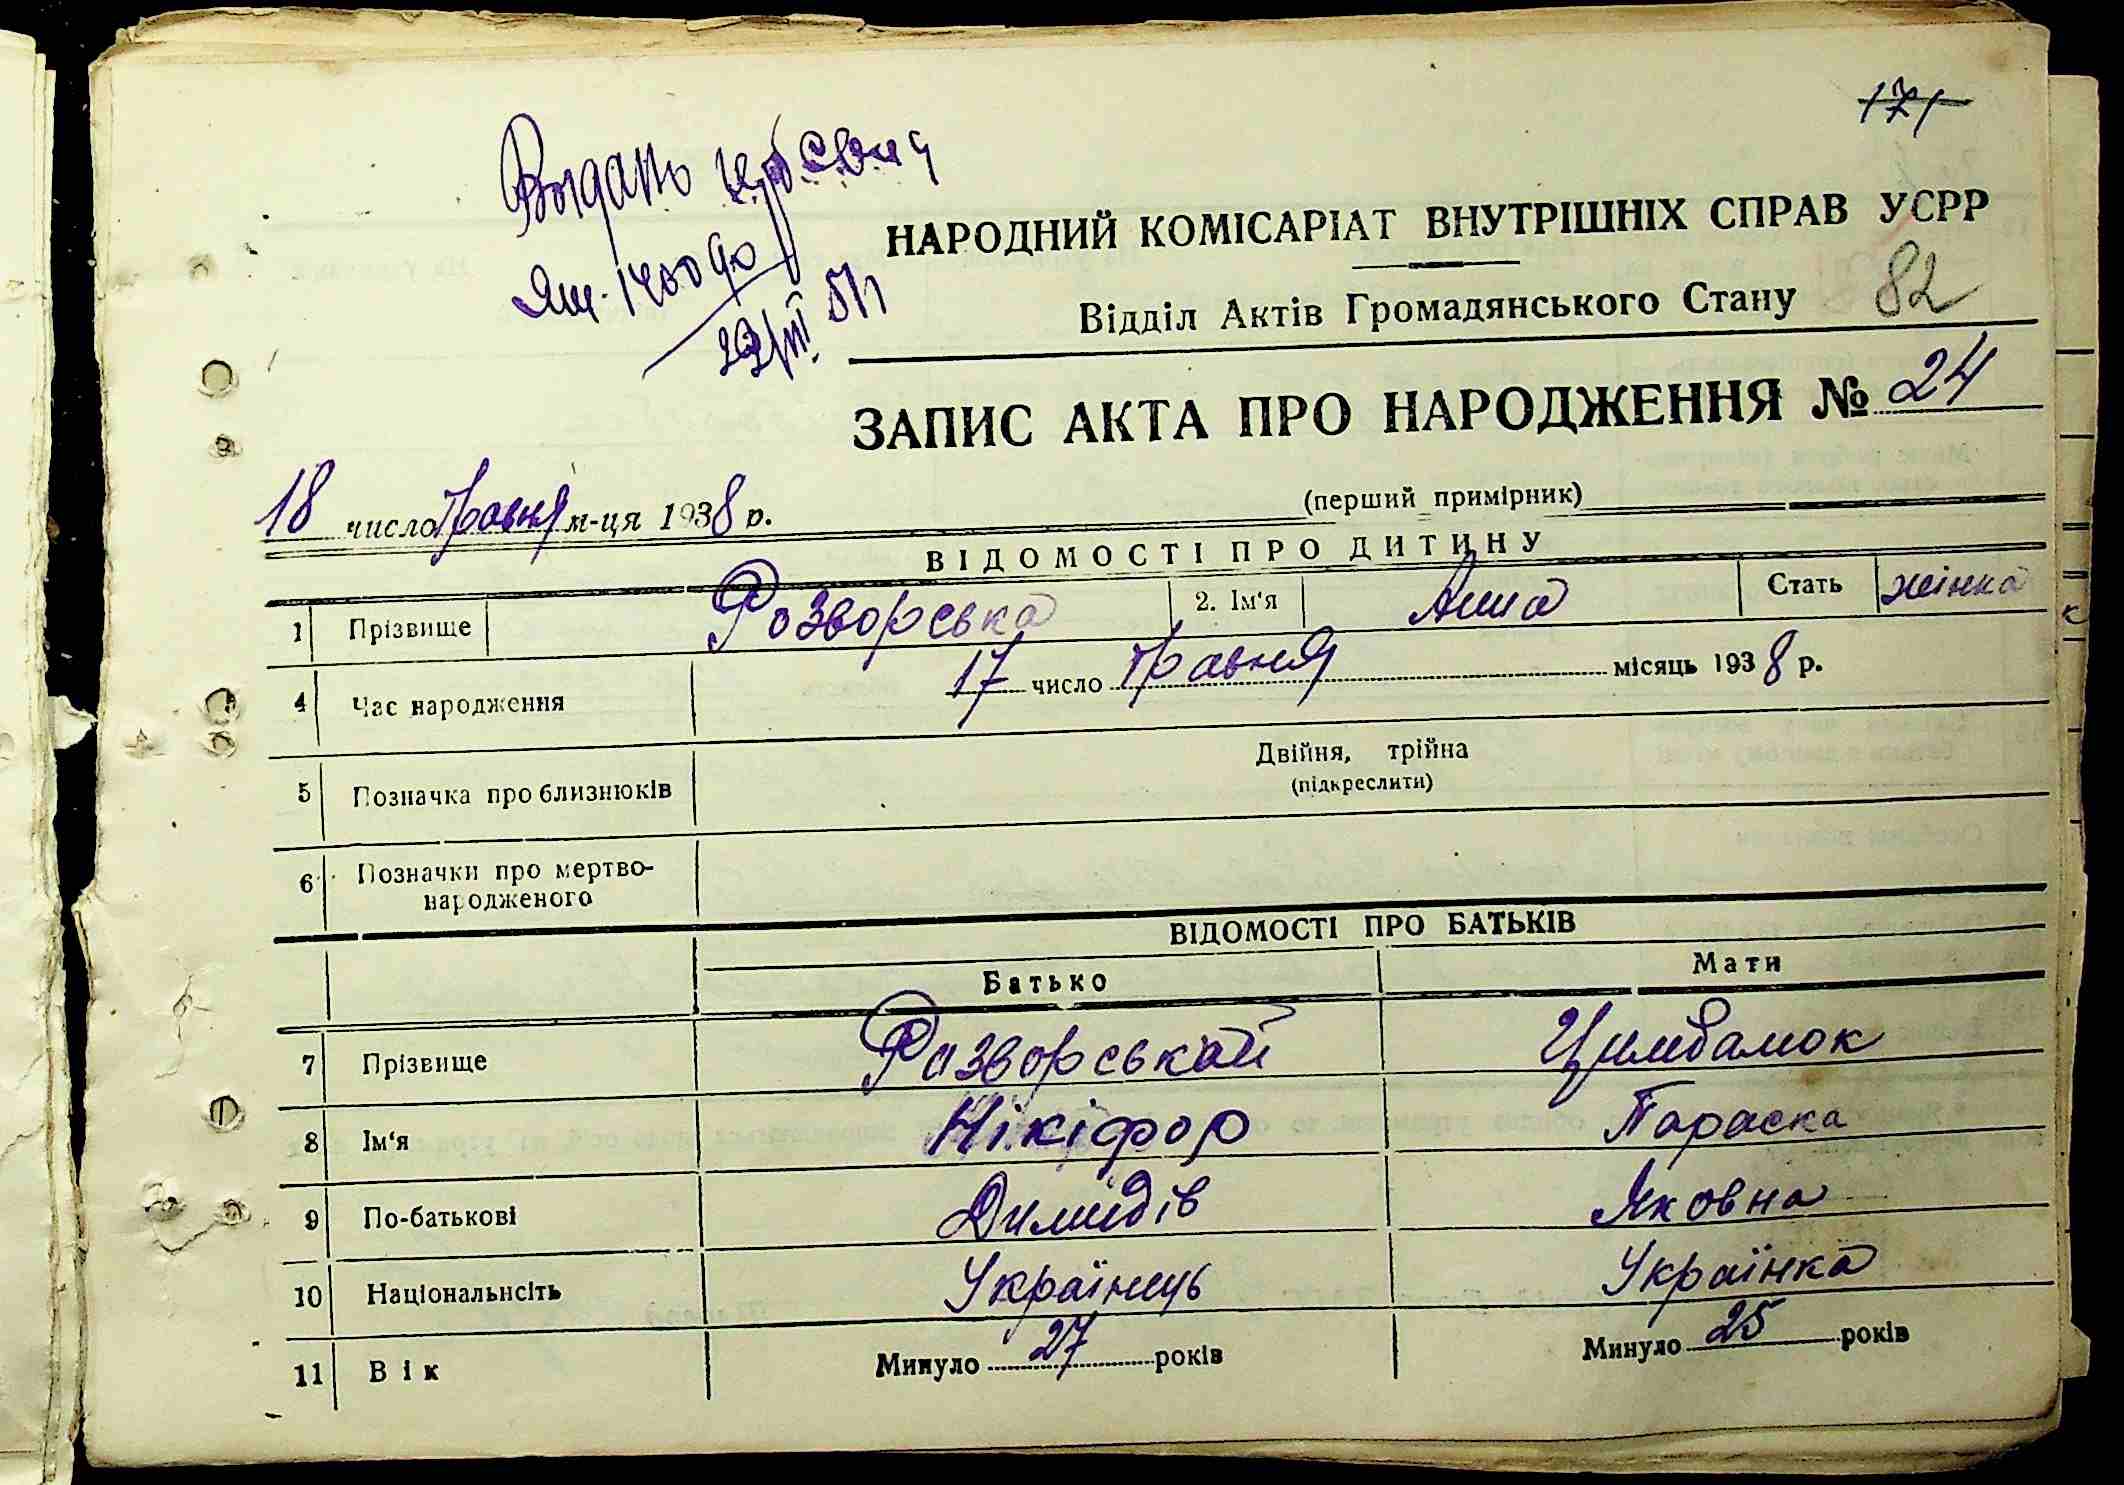 171
Выдано
НАРОДНИЙ КОМІСАРІАТ ВНУТРІШНІХ СПРАВ УСРР
Відділ Актів Громадянського Стану 82
ЗАПИС АКТА ПРО НАРОДЖЕННЯ № 24
18 число травня м-ця 1938 р. (перший примірник)
ВІДОМОСТІ ПРО ДИТИНУ
1 Прізвище Розворська 2. Ім'я Анна Стать жінка
4 Час народження 17 число травня місяць 1938 р.
5 Позначка про близнюків Двійня, трійна
(підкреслити)
6 Позначки про мертво-
народженого
ВІДОМОСТІ ПРО БАТЬКІВ
Батько Мати
7 Прізвище Розворський Цимбалюк
8 Ім'я Нікіфор Параска
9 По-батькові Яковна
10 Національнсіть Українець Українка
11 Вік Минуло 27 років Минуло 25 років